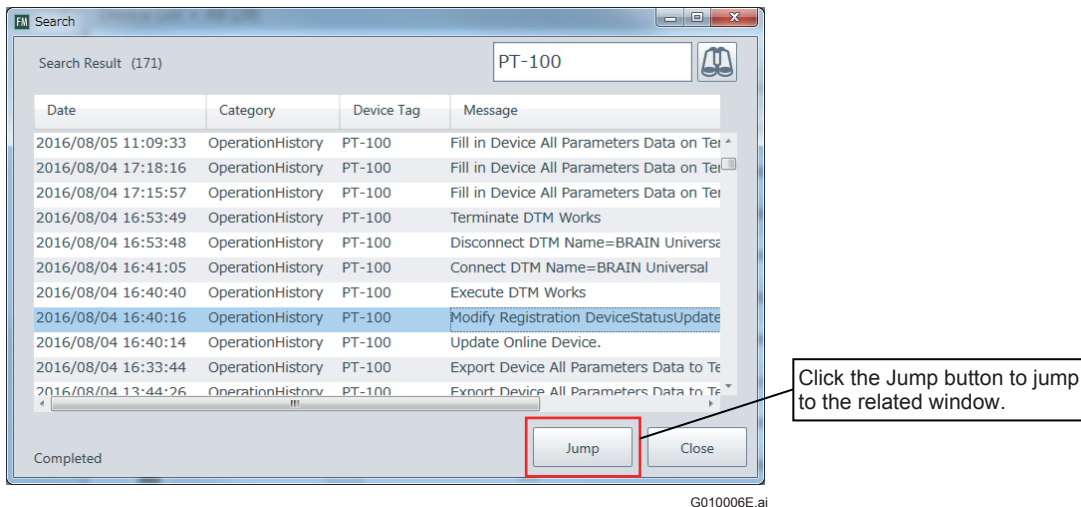 FM Search
Search Result (171) PT-100
Date Category Device Tag Message
2016/08/05 11:09:33 OperationHistory PT-100 Fill in Device All Parameters Data on Ter
2016/08/04 17:18:16 OperationHistory PT-100 Fill in Device All Parameters Data on Ter
2016/08/04 17:15:57 OperationHistory PT-100 Fill in Device All Parameters Data on Ter
2016/08/04 16:53:49 OperationHistory PT-100 Terminate DTM Works
2016/08/04 16:53:48 OperationHistory PT-100 Disconnect DTM Name=BRAIN Universa
2016/08/04 16:41:05 OperationHistory PT-100 Connect DTM Name=BRAIN Universal
2016/08/04 16:40:40 OperationHistory PT-100 Execute DTM Works
2016/08/04 16:40:16 OperationHistory PT-100 Modify Registration DeviceStatusUpdate
2016/08/04 16:40:14 OperationHistory PT-100 Update Online Device.
2016/08/04 16:33:44 OperationHistory PT-100 Export Device All Parameters Data to Te
2016/08/04 13:44:26 OperationHistory PT-100 Export Device All Parameters Data to Te
Click the Jump button to jump
to the related window.
Completed Jump Close
G010006E.ai